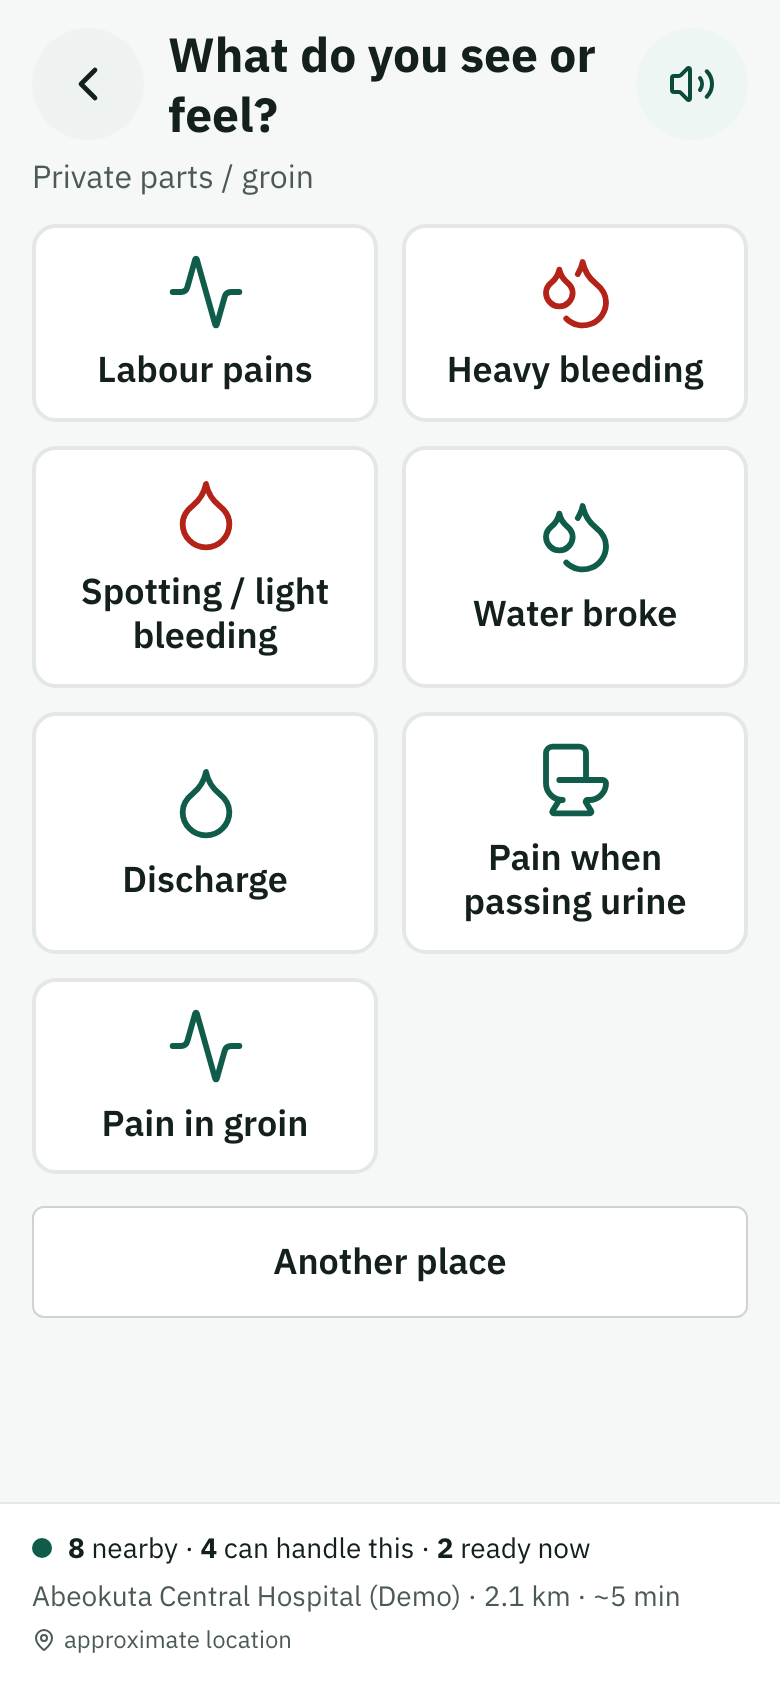 What do you see or
feel?
Private parts / groin
Labour pains
Heavy bleeding
Spotting / light
bleeding
Water broke
Discharge
Pain when
passing urine
Pain in groin
Another place
8 nearby · 4 can handle this · 2 ready now
Abeokuta Central Hospital (Demo) · 2.1 km · ~5 min
approximate location